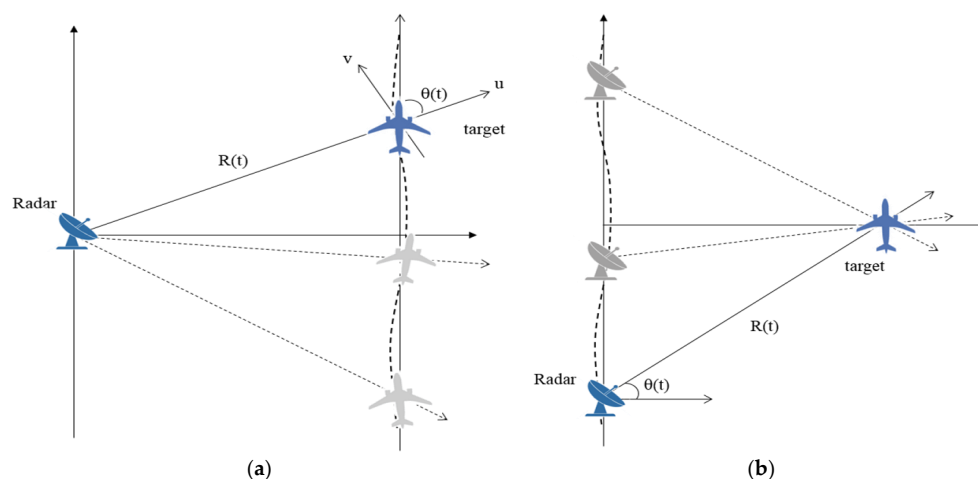 v
u
θ(t)
target
R(t)
Radar
(a)
target
R(t)
Radar
θ(t)
(b)